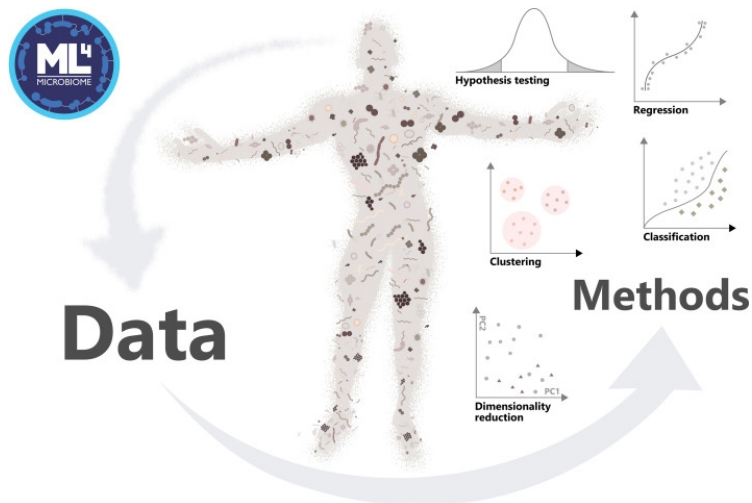 ML4
MICROBIOME
Hypothesis testing
Regression
Classification
Clustering
Data
Methods
PC2
PC1
Dimensionality
reduction